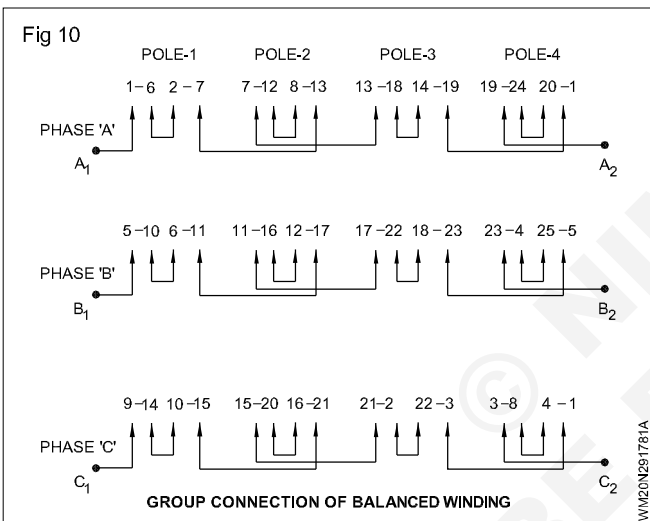 Fig 10
POLE-1 POLE-2 POLE-3 POLE-4
1-6 2-7 7-12 8-13 13-18 14-19 19-24 20-1
PHASE 'A'
A1 A2
5-10 6-11 11-16 12-17 17-22 18-23 23-4 25-5
PHASE 'B'
B1 B2
9-14 10-15 15-20 16-21 21-2 22-3 3-8 4-1
PHASE 'C'
C1 C2
GROUP CONNECTION OF BALANCED WINDING
WM20N291781A
©